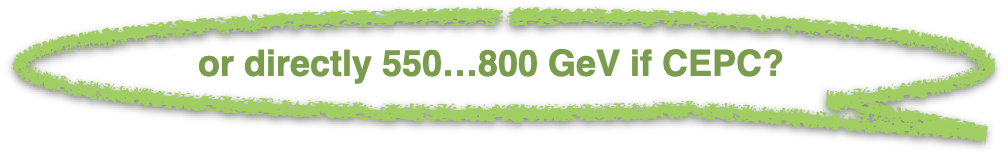 or directly 550…800 GeV if CEPC?